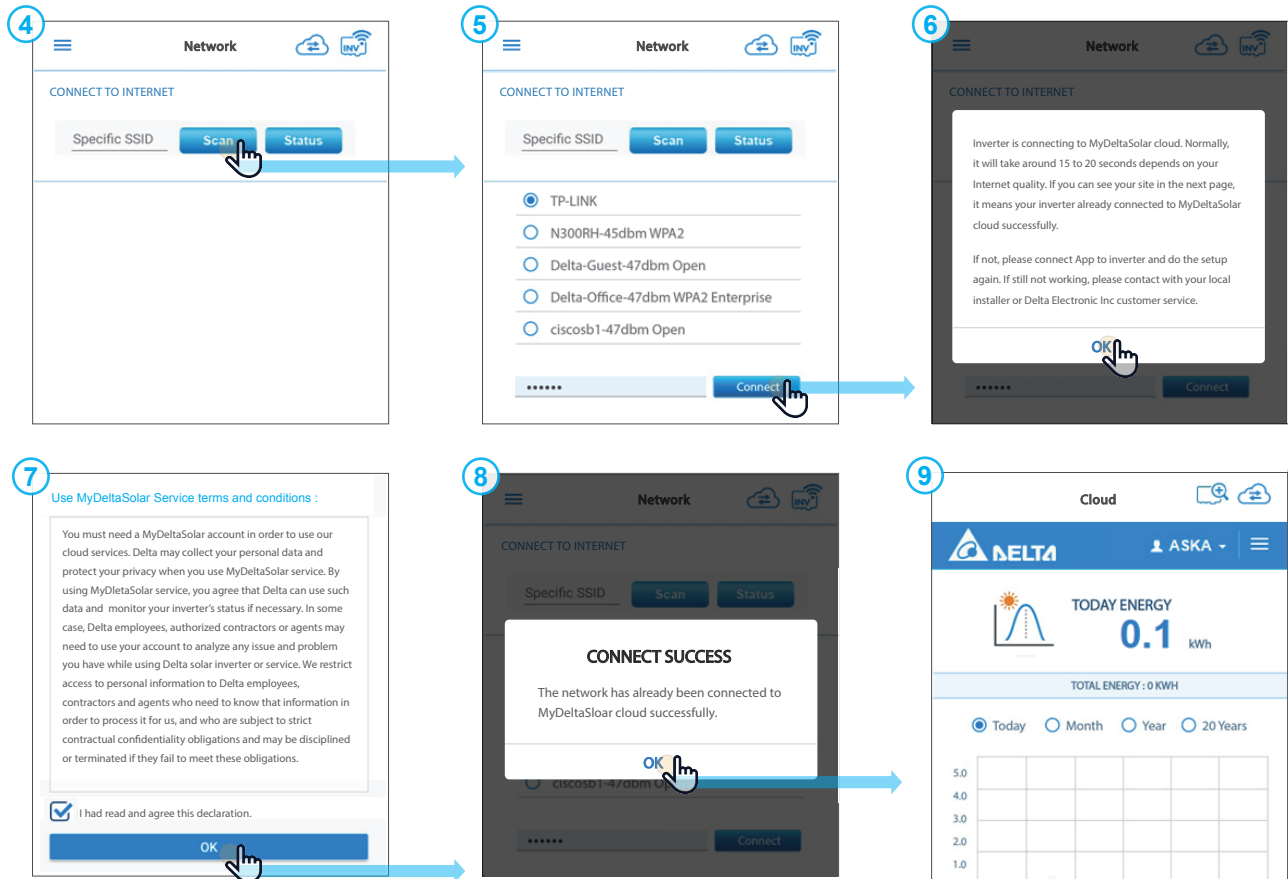 4
Network
INV
CONNECT TO INTERNET
Specific SSID Scan Status
5
Network
INV
CONNECT TO INTERNET
Specific SSID Scan Status
TP-LINK
N300RH-45dbm WPA2
Delta-Guest-47dbm Open
Delta-Office-47dbm WPA2 Enterprise
ciscosb1-47dbm Open
••••••
Connect
6
Network
INV
CONNECT TO INTERNET
Inverter is connecting to MyDeltaSolar cloud. Normally,
it will take around 15 to 20 seconds depends on your
Internet quality. If you can see your site in the next page,
it means your inverter already connected to MyDeltaSolar
cloud successfully.
If not, please connect App to inverter and do the setup
again. If still not working, please contact with your local
installer or Delta Electronic Inc customer service.
OK
••••••
Connect
7
Use MyDeltaSolar Service terms and conditions :
You must need a MyDeltaSolar account in order to use our
cloud services. Delta may collect your personal data and
protect your privacy when you use MyDeltaSolar service. By
using MyDletaSolar service, you agree that Delta can use such
data and monitor your inverter's status if necessary. In some
case, Delta employees, authorized contractors or agents may
need to use your account to analyze any issue and problem
you have while using Delta solar inverter or service. We restrict
access to personal information to Delta employees,
contractors and agents who need to know that information in
order to process it for us, and who are subject to strict
contractual confidentiality obligations and may be disciplined
or terminated if they fail to meet these obligations.
I had read and agree this declaration.
OK
8
Network
INV
CONNECT TO INTERNET
Specific SSID Scan Status
CONNECT SUCCESS
The network has already been connected to
MyDeltaSloar cloud successfully.
OK
ciscosb1-47dbm Open
••••••
Connect
9
Cloud
DELTA
ASKA
TODAY ENERGY
0.1 kWh
TOTAL ENERGY : 0 KWH
Today Month Year 20 Years
5.0
4.0
3.0
2.0
1.0